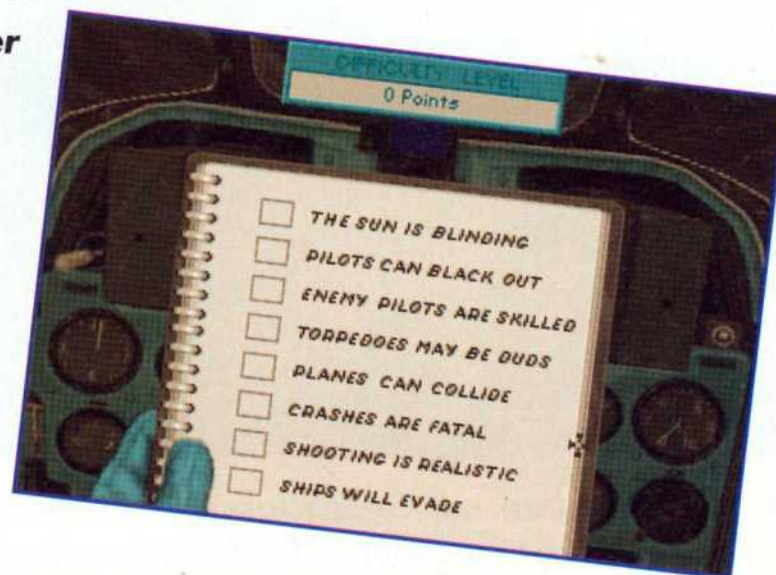 er
DIFFICULTY LEVEL
0 Points
THE SUN IS BLINDING
PILOTS CAN BLACK OUT
ENEMY PILOTS ARE SKILLED
TORPEDOES MAY BE DUDS
PLANES CAN COLLIDE
CRASHES ARE FATAL
SHOOTING IS REALISTIC
SHIPS WILL EVADE